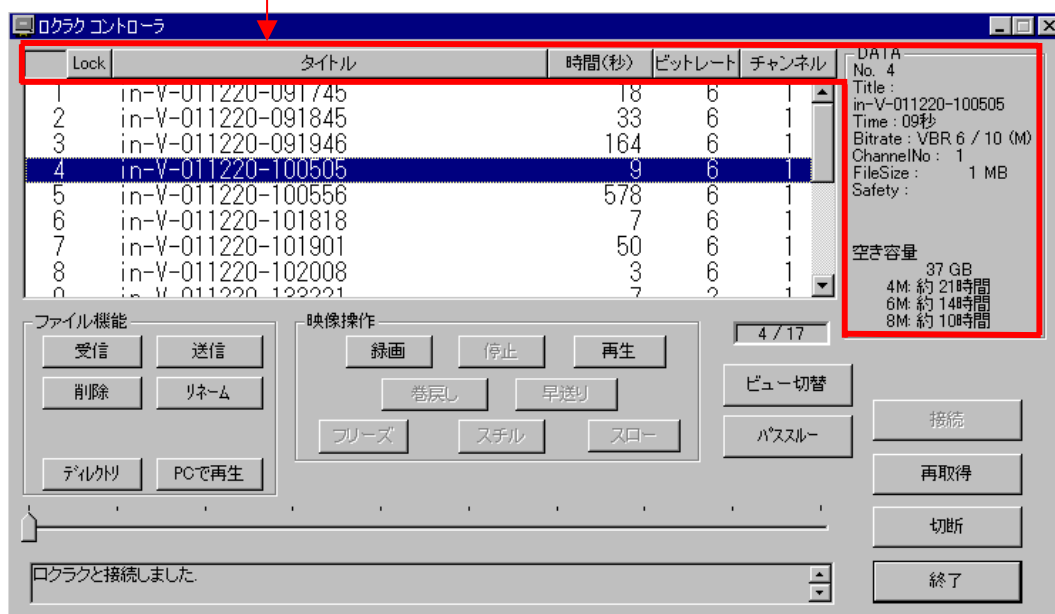 ロクラク コントローラ
Lock タイトル 時間(秒) ビットレート チャンネル
1 in-V-011220-091745 18 6 1
2 in-V-011220-091845 33 6 1
3 in-V-011220-091946 164 6 1
4 in-V-011220-100505 9 6 1
5 in-V-011220-100556 578 6 1
6 in-V-011220-101818 7 6 1
7 in-V-011220-101901 50 6 1
8 in-V-011220-102008 3 6 1
DATA
No. 4
Title :
in-V-011220-100505
Time : 09秒
Bitrate : VBR 6 / 10 (M)
ChannelNo : 1
FileSize : 1 MB
Safety :
空き容量
37 GB
4M: 約 21時間
6M: 約 14時間
8M: 約 10時間
ファイル機能
受信 送信
削除 リネーム
ディレクトリ PCで再生
映像操作
録画 停止 再生
巻戻し 早送り
フリーズ スチル スロー
4 / 17
ビュー切替
パススルー
接続
再取得
切断
終了
ロクラクと接続しました.